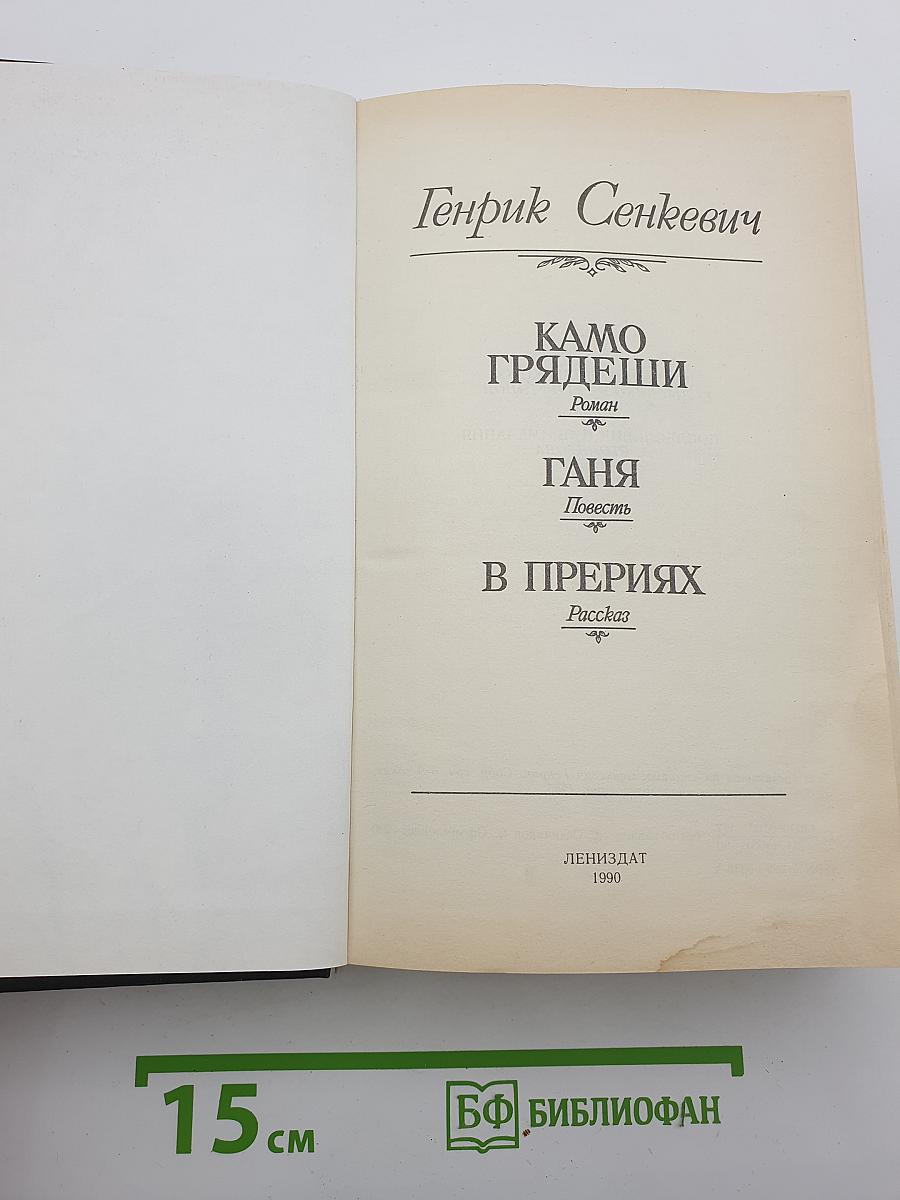 Генрик Сенкевич
КАМО
ГРЯДЕШИ
Роман
ГАНЯ
Повесть
В ПРЕРИЯХ
Рассказ
ЛЕНИЗДАТ
1990
15 см
БФ БИБЛИОФАН